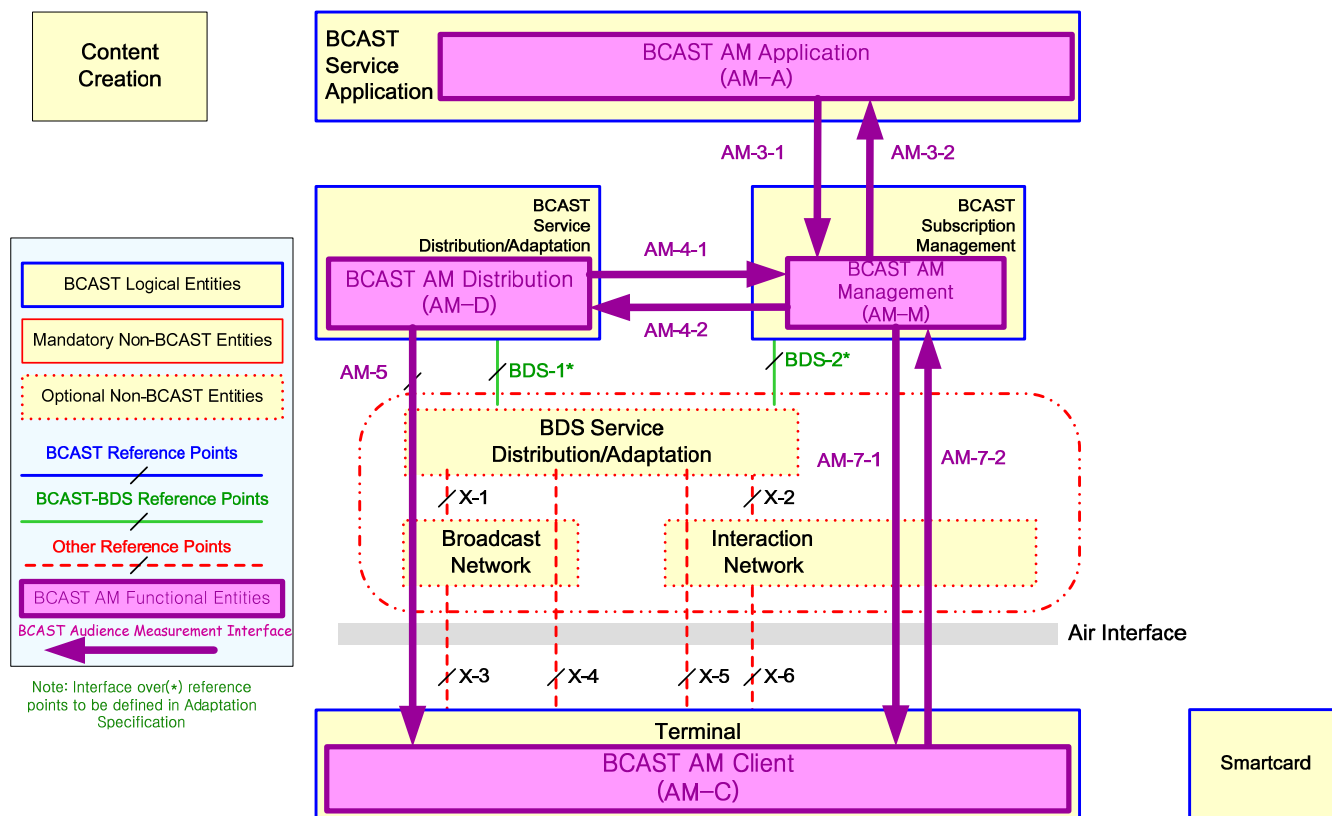 Content
Creation
BCAST
Service
Application
BCAST AM Application
(AM-A)
AM-3-1
AM-3-2
BCAST
Service
Distribution/Adaptation
BCAST AM Distribution
(AM-D)
AM-4-1
AM-4-2
BCAST
Subscription
Management
BCAST AM
Management
(AM-M)
BCAST Logical Entities
Mandatory Non-BCAST Entities
Optional Non-BCAST Entities
BCAST Reference Points
BCAST-BDS Reference Points
Other Reference Points
BCAST AM Functional Entities
BCAST Audience Measurement Interface
Note: Interface over(*) reference
points to be defined in Adaptation
Specification
AM-5
BDS-1*
BDS-2*
BDS Service
Distribution/Adaptation
AM-7-1
AM-7-2
X-1
X-2
Broadcast
Network
Interaction
Network
Air Interface
X-3
X-4
X-5
X-6
Terminal
BCAST AM Client
(AM-C)
Smartcard